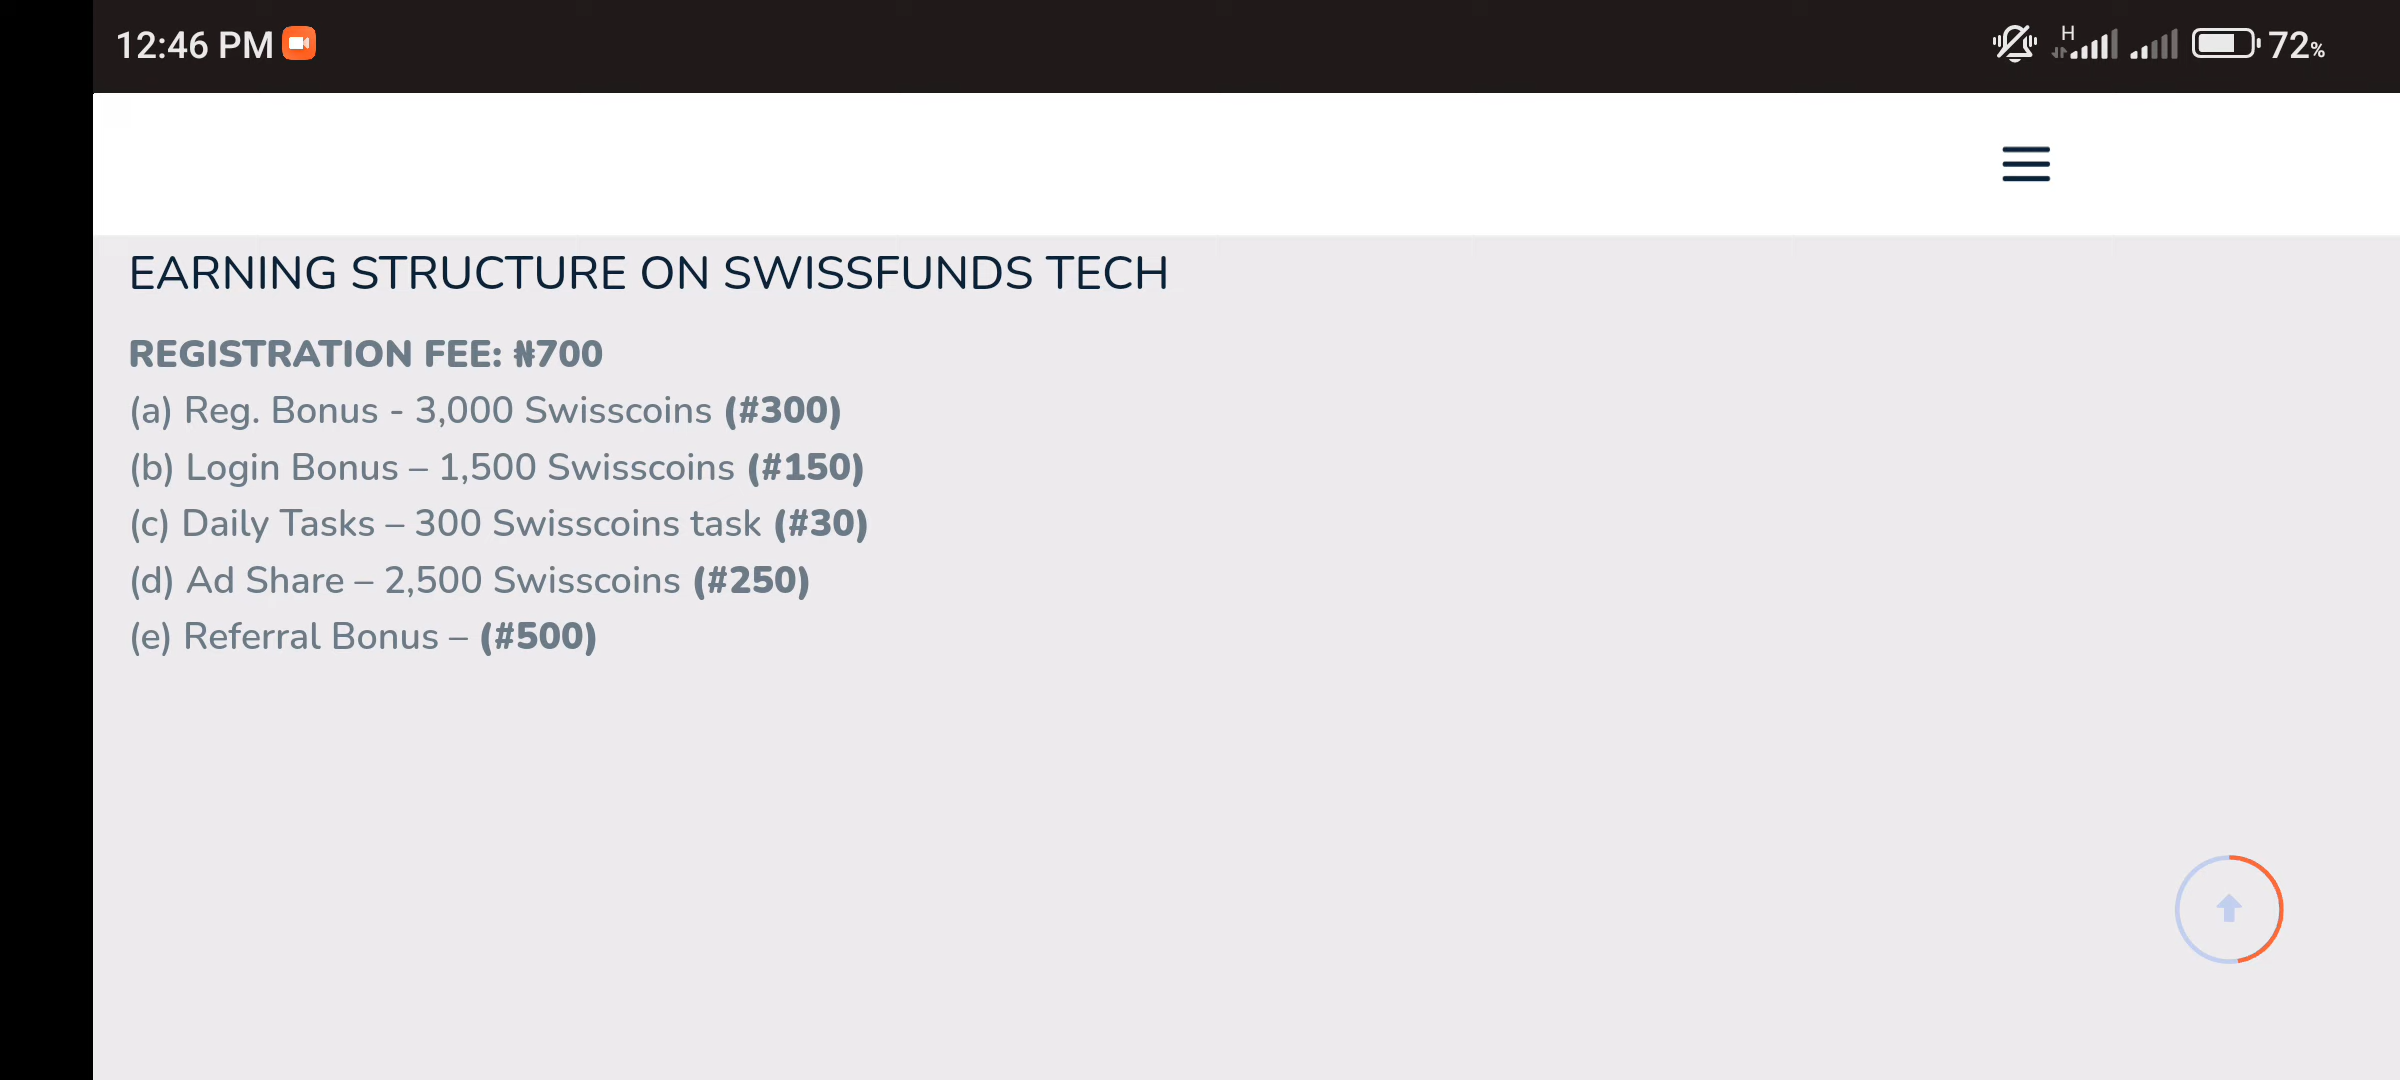 12:46 PM
H
72%
EARNING STRUCTURE ON SWISSFUNDS TECH
REGISTRATION FEE: ₦700
(a) Reg. Bonus - 3,000 Swisscoins (#300)
(b) Login Bonus – 1,500 Swisscoins (#150)
(c) Daily Tasks – 300 Swisscoins task (#30)
(d) Ad Share – 2,500 Swisscoins (#250)
(e) Referral Bonus – (#500)